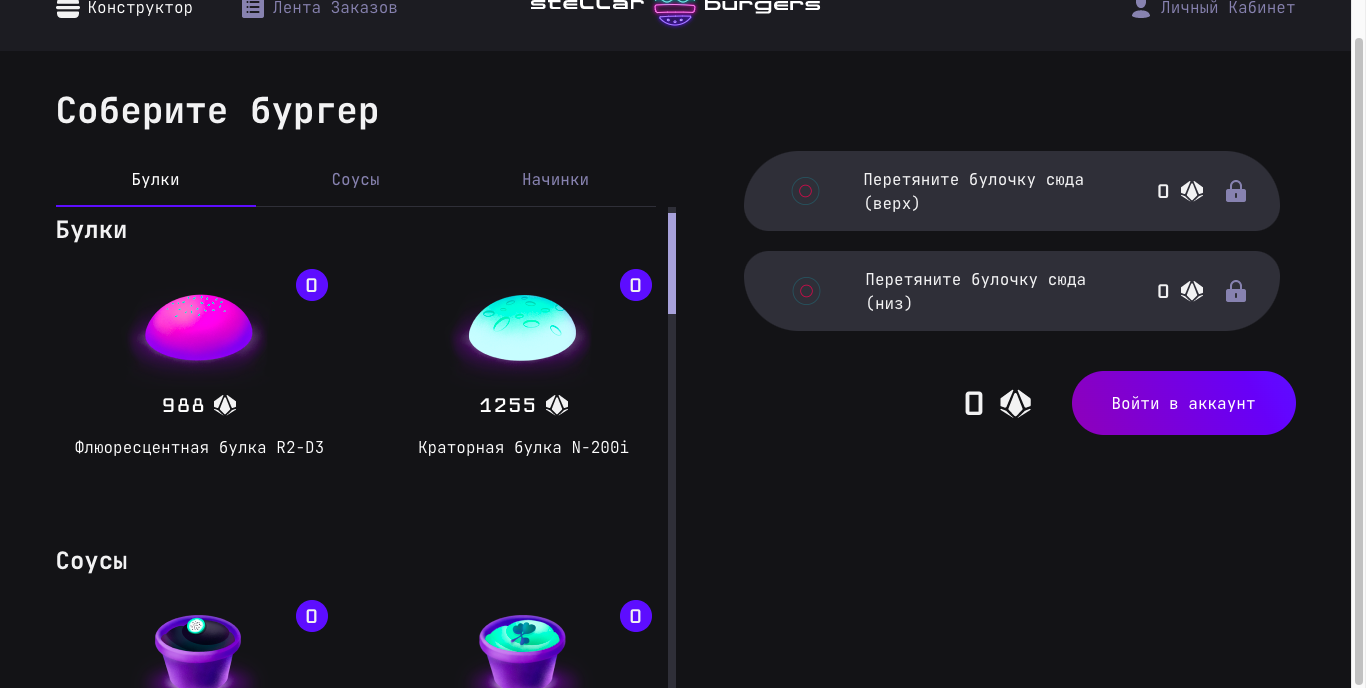 Конструктор
Лента Заказов
stellar burgers
Личный Кабинет
Соберите бургер
Булки
Соусы
Начинки
Булки
0
0
988
1255
Флюоресцентная булка R2-D3
Краторная булка N-200i
Соусы
0
0
Перетяните булочку сюда
(верх)
0
Перетяните булочку сюда
(низ)
0
0
Войти в аккаунт